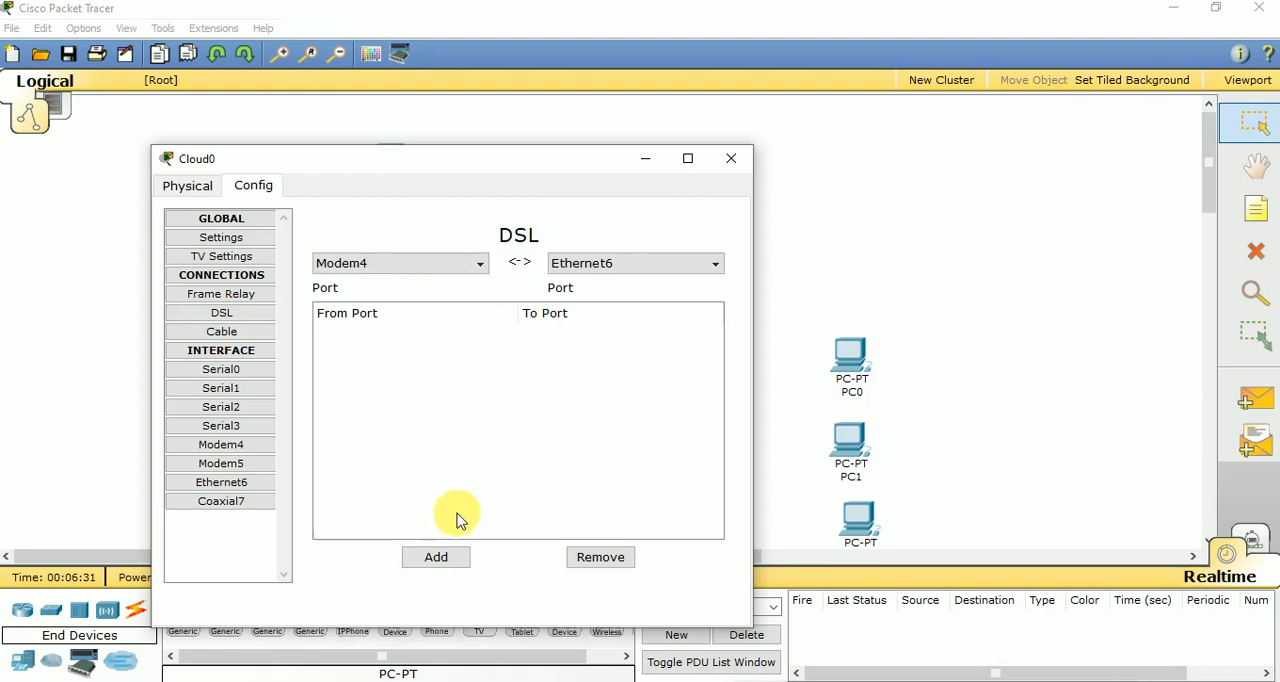 Cisco Packet Tracer
File Edit Options View Tools Extensions Help
Logical [Root] New Cluster Move Object Set Tiled Background Viewport
Cloud0
Physical Config
GLOBAL
Settings
TV Settings
CONNECTIONS
Frame Relay
DSL
Cable
INTERFACE
Serial0
Serial1
Serial2
Serial3
Modem4
Modem5
Ethernet6
Coaxial7
DSL
Modem4 <-> Ethernet6
Port Port
From Port To Port
Add Remove
PC-PT
PC0
PC-PT
PC1
PC-PT
Time: 00:06:31 Power
Realtime
End Devices
Generic Generic Generic Generic IPPhone Device Phone TV Tablet Device Wireless
PC-PT
New Delete
Toggle PDU List Window
Fire Last Status Source Destination Type Color Time (sec) Periodic Num